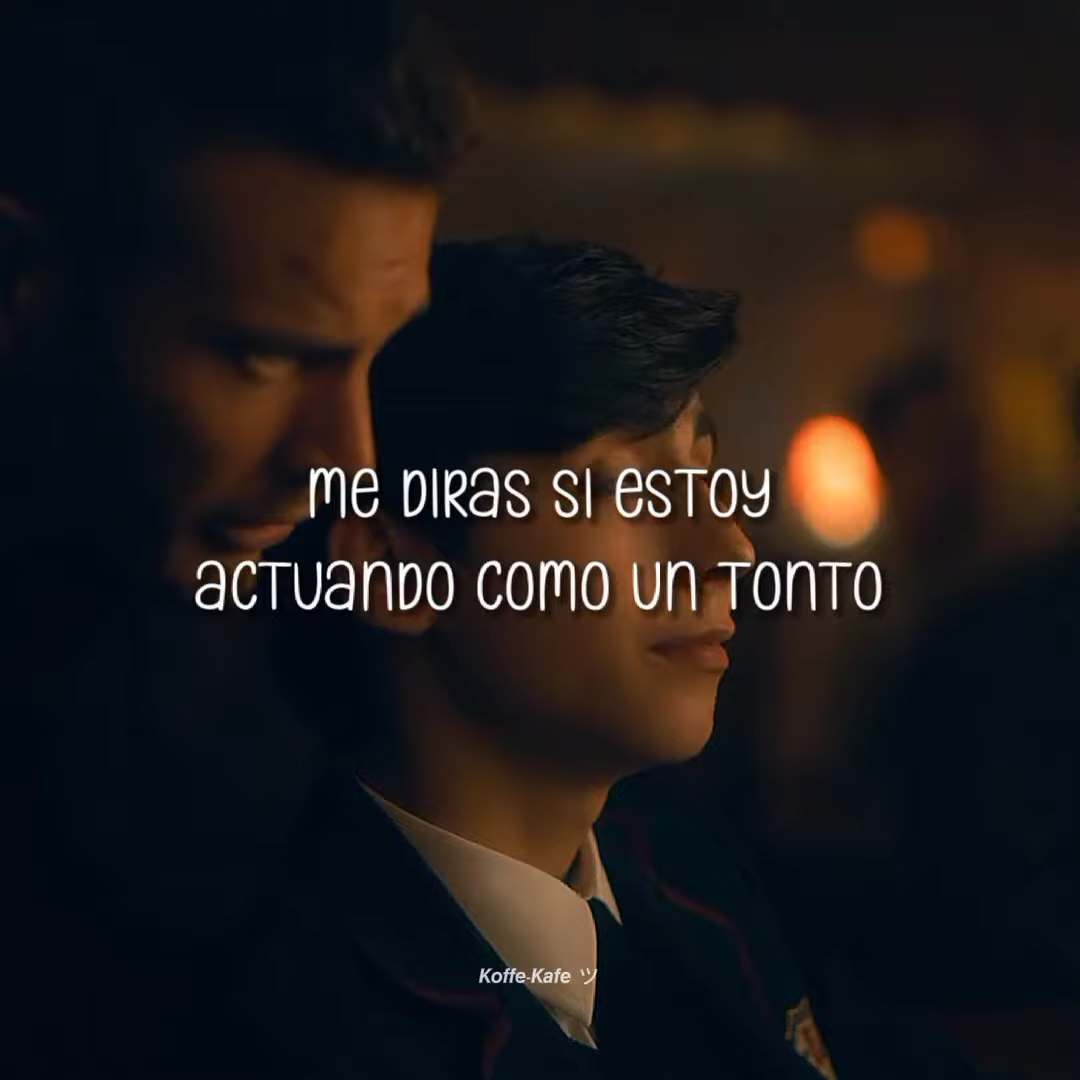 me diras si estoy
actuando como un tonto
Koffe-Kafe ツ